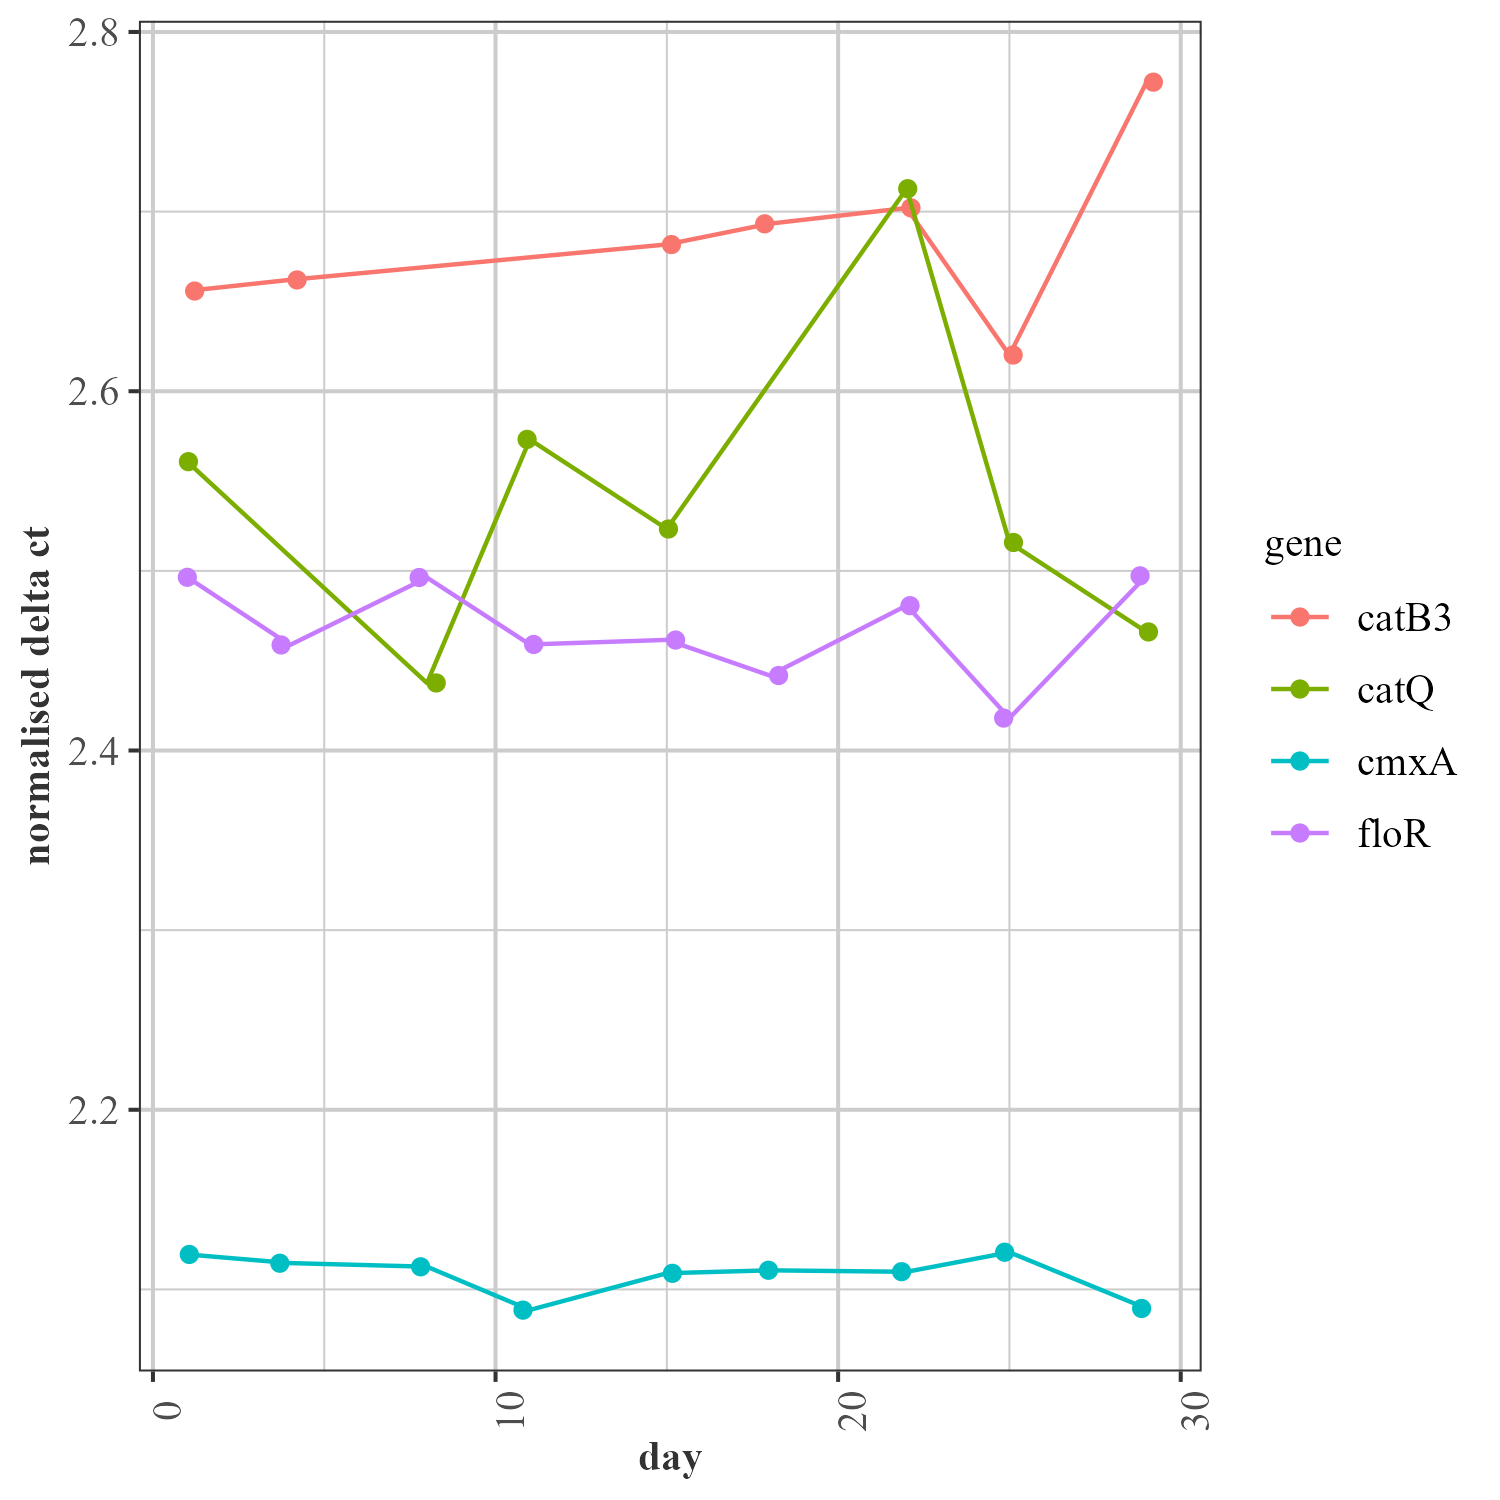 2.8
2.6
2.4
2.2
normalised delta ct
0
10
20
30
day
gene
catB3
catQ
cmxA
floR